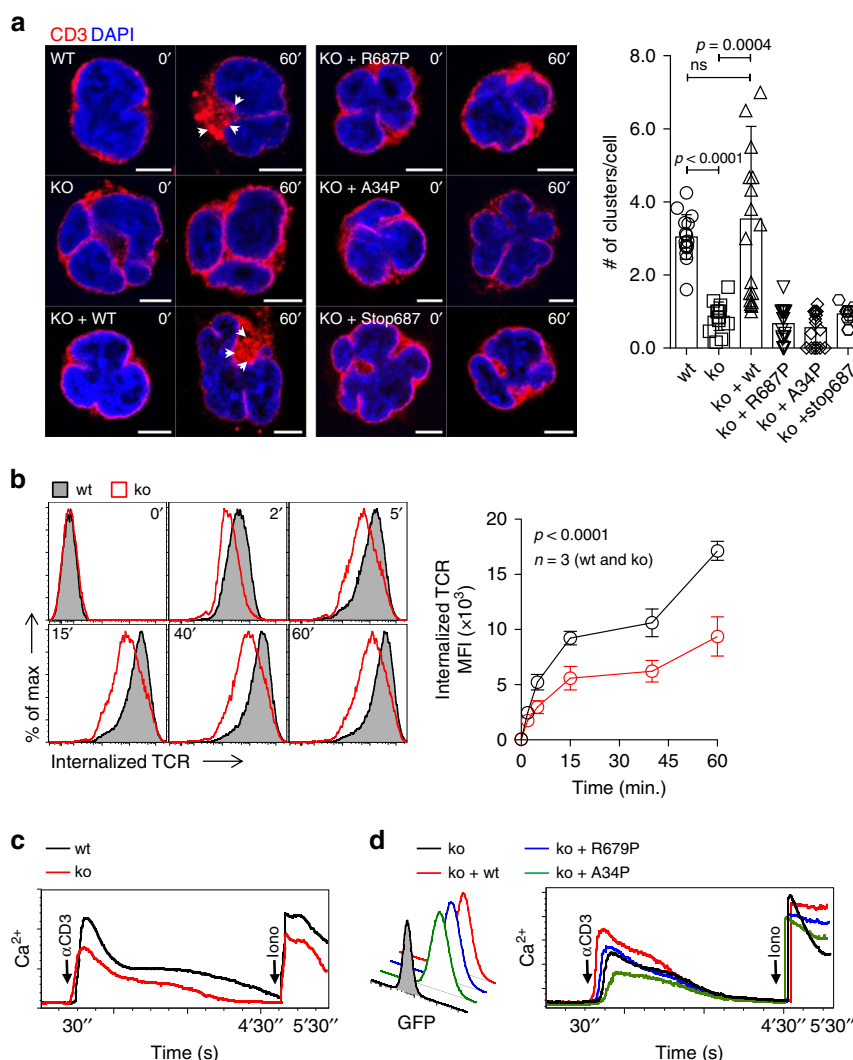 a
CD3 DAPI
WT 0′ 60′
KO + R687P 0′ 60′
KO 0′ 60′
KO + A34P 0′ 60′
KO + WT 0′ 60′
KO + Stop687 0′ 60′
# of clusters/cell
8.0
6.0
4.0
2.0
0.0
p = 0.0004
ns
p < 0.0001
wt
ko
ko + wt
ko + R687P
ko + A34P
ko +stop687
b
wt ko
0′ 2′ 5′
15′ 40′ 60′
% of max
Internalized TCR
Internalized TCR
MFI (×10³)
20
15
10
5
0
p < 0.0001
n = 3 (wt and ko)
0 15 30 45 60
Time (min.)
c
wt
ko
Ca²⁺
αCD3
Iono
30′′ 4′30′′ 5′30′′
Time (s)
d
ko
ko + wt
ko + R679P
ko + A34P
GFP
Ca²⁺
αCD3
Iono
30′′ 4′30′′ 5′30′′
Time (s)